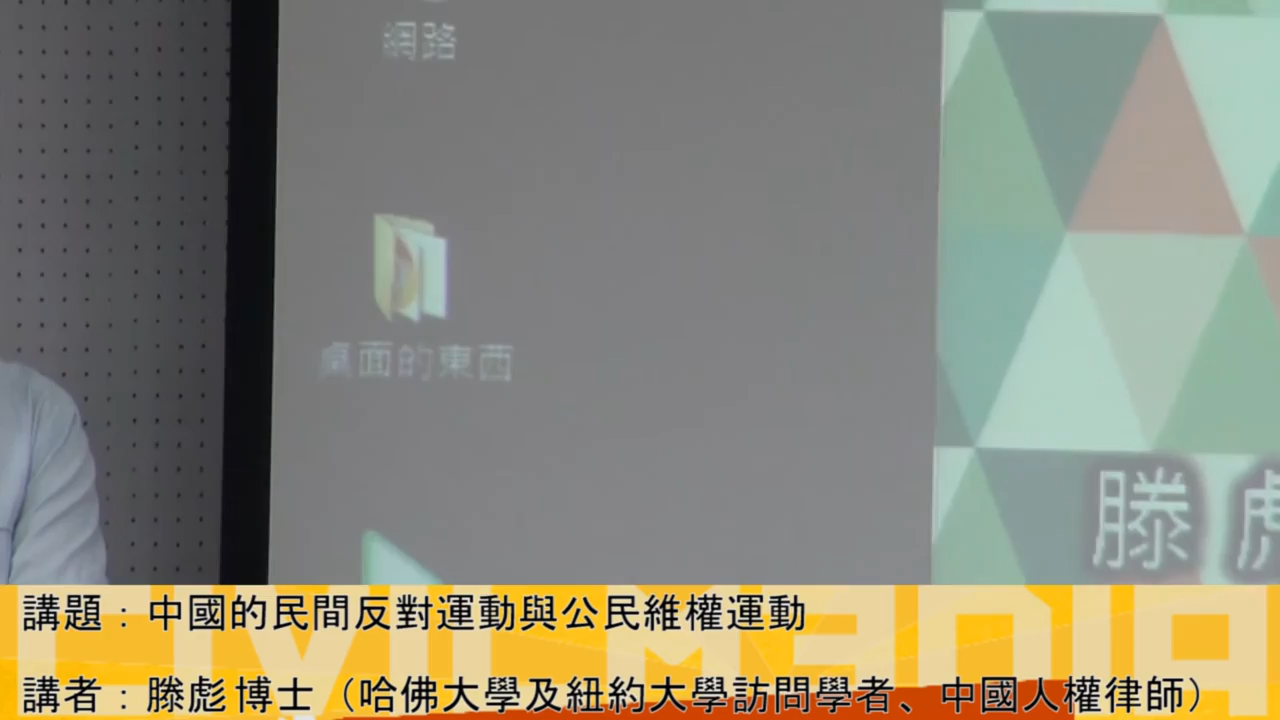 網路
桌面的東西
滕
Civic Mania
講題：中國的民間反對運動與公民維權運動
講者：滕彪博士（哈佛大學及紐約大學訪問學者、中國人權律師）